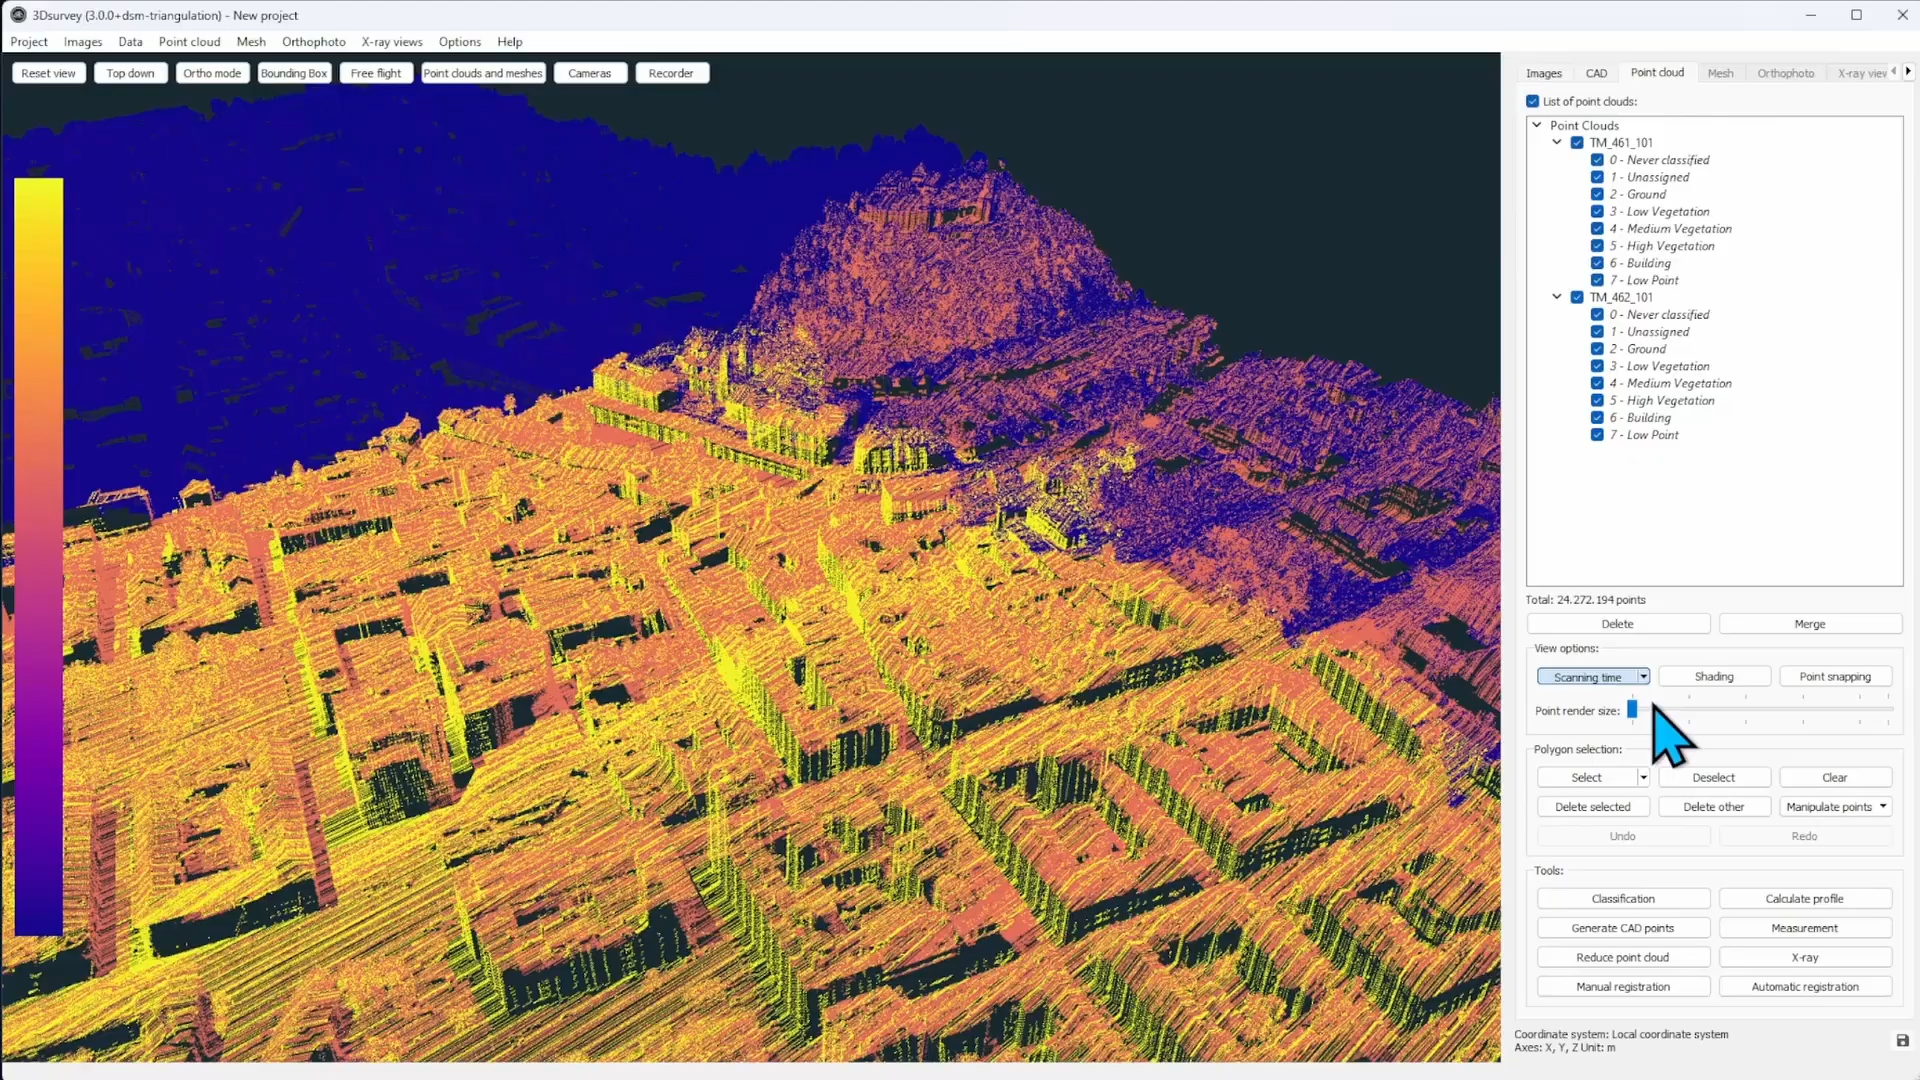 3Dsurvey (3.0.0+dsm-triangulation) - New project
Project Images Data Point cloud Mesh Orthophoto X-ray views Options Help
Reset view Top down Ortho mode Bounding Box Free flight Point clouds and meshes Cameras Recorder
Images CAD Point cloud Mesh Orthophoto X-ray view
List of point clouds:
Point Clouds
TM_461_101
0 - Never classified
1 - Unassigned
2 - Ground
3 - Low Vegetation
4 - Medium Vegetation
5 - High Vegetation
6 - Building
7 - Low Point
TM_462_101
0 - Never classified
1 - Unassigned
2 - Ground
3 - Low Vegetation
4 - Medium Vegetation
5 - High Vegetation
6 - Building
7 - Low Point
Total: 24.272.194 points
Delete Merge
View options:
Scanning time Shading Point snapping
Point render size:
Polygon selection:
Select Deselect Clear
Delete selected Delete other Manipulate points
Undo Redo
Tools:
Classification Calculate profile
Generate CAD points Measurement
Reduce point cloud X-ray
Manual registration Automatic registration
Coordinate system: Local coordinate system
Axes: X, Y, Z Unit: m